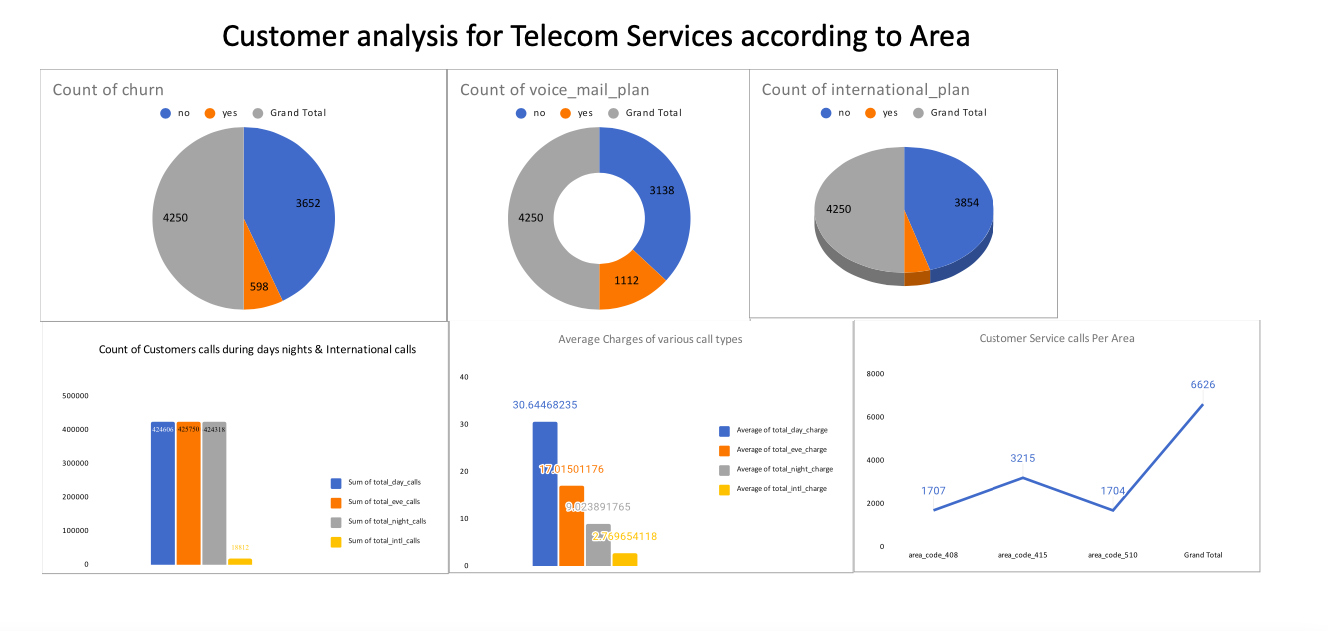 Customer analysis for Telecom Services according to Area
Count of churn
no yes Grand Total
3652
4250
598
Count of voice_mail_plan
no yes Grand Total
3138
4250
1112
Count of international_plan
no yes Grand Total
3854
4250
Count of Customers calls during days nights & International calls
500000
400000
300000
200000
100000
0
424606 425750 424318
18812
Sum of total_day_calls
Sum of total_eve_calls
Sum of total_night_calls
Sum of total_intl_calls
Average Charges of various call types
40
30
20
10
0
30.64468235
17.01501176
9.023891765
2.769654118
Average of total_day_charge
Average of total_eve_charge
Average of total_night_charge
Average of total_intl_charge
Customer Service calls Per Area
8000
6000
4000
2000
0
1707
3215
1704
6626
area_code_408 area_code_415 area_code_510 Grand Total